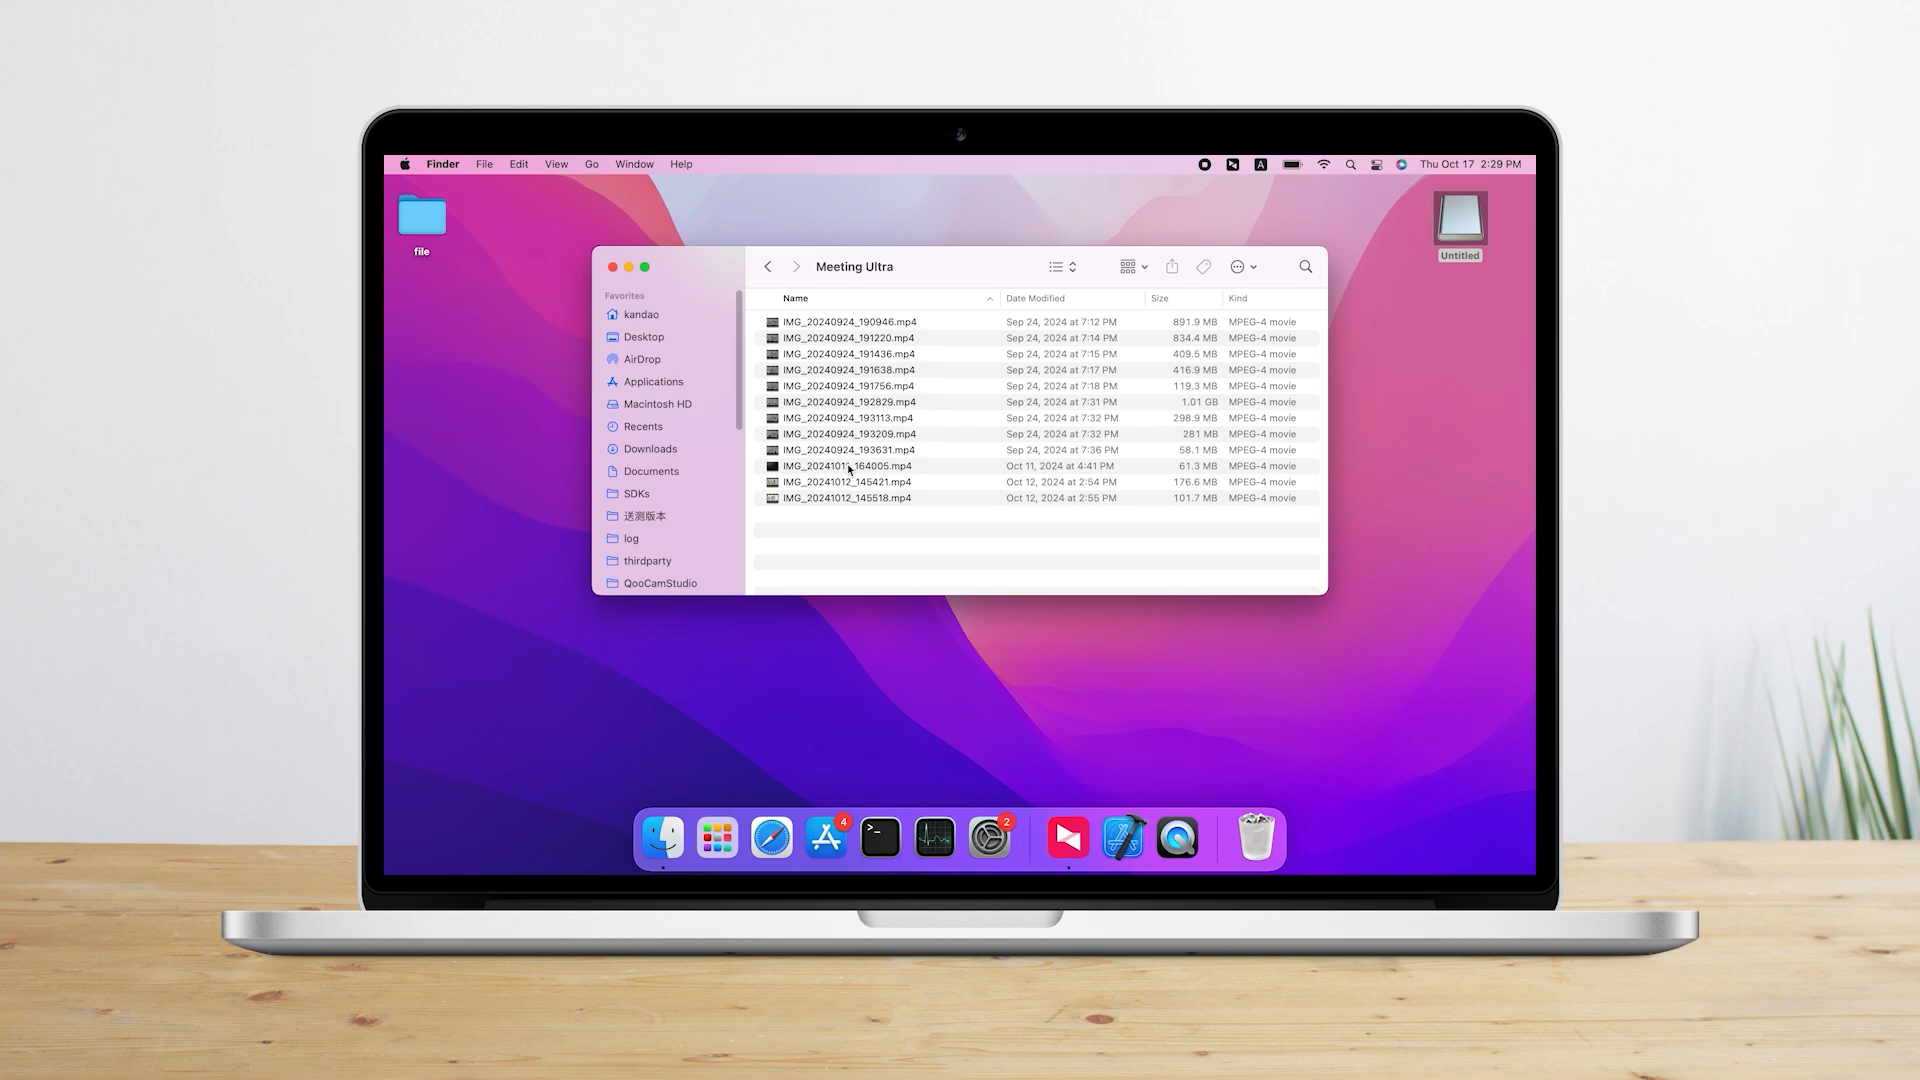 Finder File Edit View Go Window Help A Thu Oct 17 2:29 PM
file
Untitled
Meeting Ultra
Favorites
kandao
Desktop
AirDrop
Applications
Macintosh HD
Recents
Downloads
Documents
SDKs
送测版本
log
thirdparty
QooCamStudio
Name Date Modified Size Kind
IMG_20240924_190946.mp4 Sep 24, 2024 at 7:12 PM 891.9 MB MPEG-4 movie
IMG_20240924_191220.mp4 Sep 24, 2024 at 7:14 PM 834.4 MB MPEG-4 movie
IMG_20240924_191436.mp4 Sep 24, 2024 at 7:15 PM 409.5 MB MPEG-4 movie
IMG_20240924_191638.mp4 Sep 24, 2024 at 7:17 PM 416.9 MB MPEG-4 movie
IMG_20240924_191756.mp4 Sep 24, 2024 at 7:18 PM 119.3 MB MPEG-4 movie
IMG_20240924_192829.mp4 Sep 24, 2024 at 7:31 PM 1.01 GB MPEG-4 movie
IMG_20240924_193113.mp4 Sep 24, 2024 at 7:32 PM 298.9 MB MPEG-4 movie
IMG_20240924_193209.mp4 Sep 24, 2024 at 7:32 PM 281 MB MPEG-4 movie
IMG_20240924_193631.mp4 Sep 24, 2024 at 7:36 PM 58.1 MB MPEG-4 movie
IMG_20241011_164005.mp4 Oct 11, 2024 at 4:41 PM 61.3 MB MPEG-4 movie
IMG_20241012_145421.mp4 Oct 12, 2024 at 2:54 PM 176.6 MB MPEG-4 movie
IMG_20241012_145518.mp4 Oct 12, 2024 at 2:55 PM 101.7 MB MPEG-4 movie
4
2